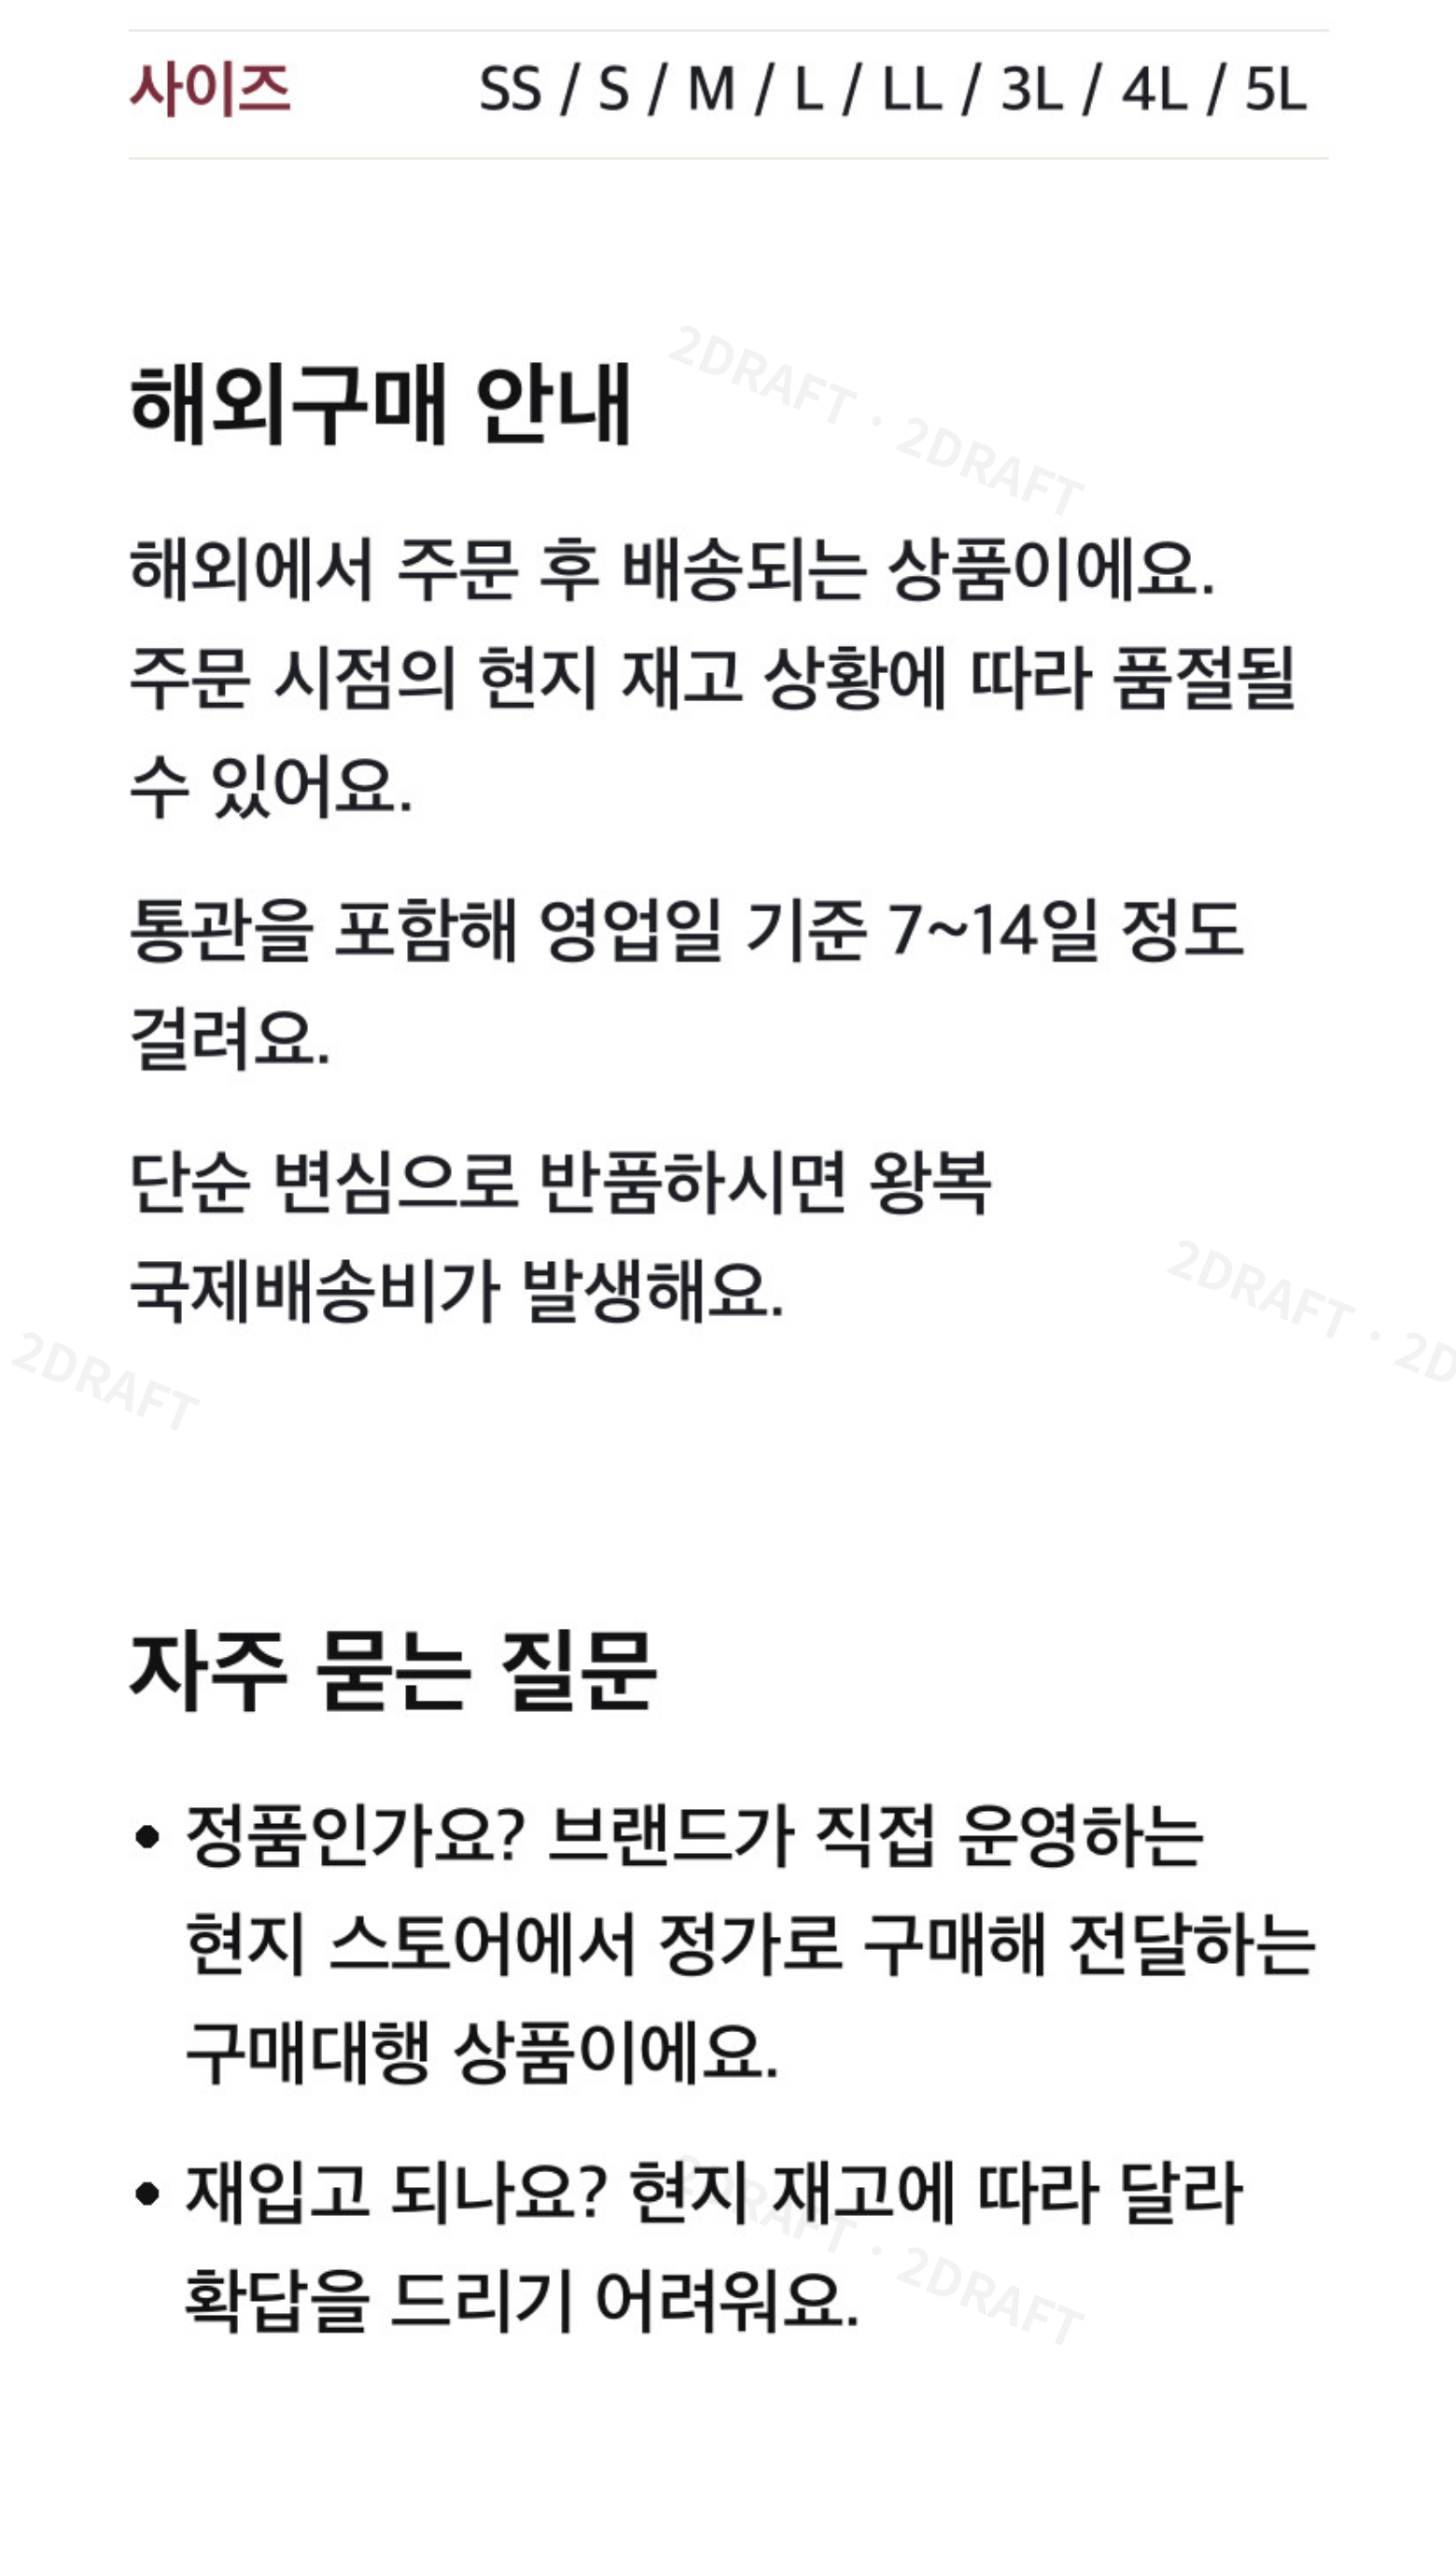 사이즈 SS / S / M / L / LL / 3L / 4L / 5L
2DRAFT · 2DRAFT
해외구매 안내
해외에서 주문 후 배송되는 상품이에요.
주문 시점의 현지 재고 상황에 따라 품절될
수 있어요.
통관을 포함해 영업일 기준 7~14일 정도
걸려요.
단순 변심으로 반품하시면 왕복
국제배송비가 발생해요.
2DRAFT · 2D
2DRAFT
자주 묻는 질문
• 정품인가요? 브랜드가 직접 운영하는
현지 스토어에서 정가로 구매해 전달하는
구매대행 상품이에요.
• 재입고 되나요? 현지 재고에 따라 달라
확답을 드리기 어려워요.
2DRAFT · 2DRAFT